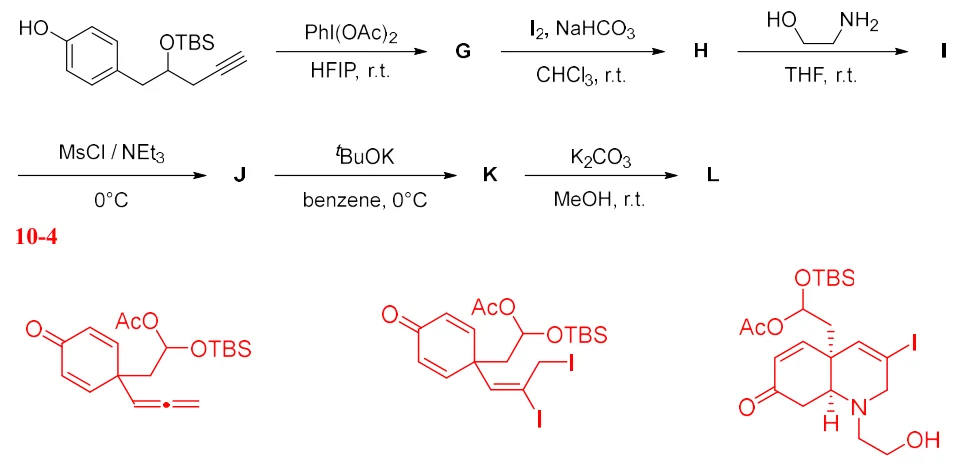 HO
OTBS
PhI(OAc)2
HFIP, r.t.
G
I2, NaHCO3
CHCl3, r.t.
H
HO NH2
THF, r.t.
I
MsCl / NEt3
0°C
J
tBuOK
benzene, 0°C
K
K2CO3
MeOH, r.t.
L
10-4
O
AcO
OTBS
O
AcO
OTBS
I
I
OTBS
AcO
I
O
H
N
OH